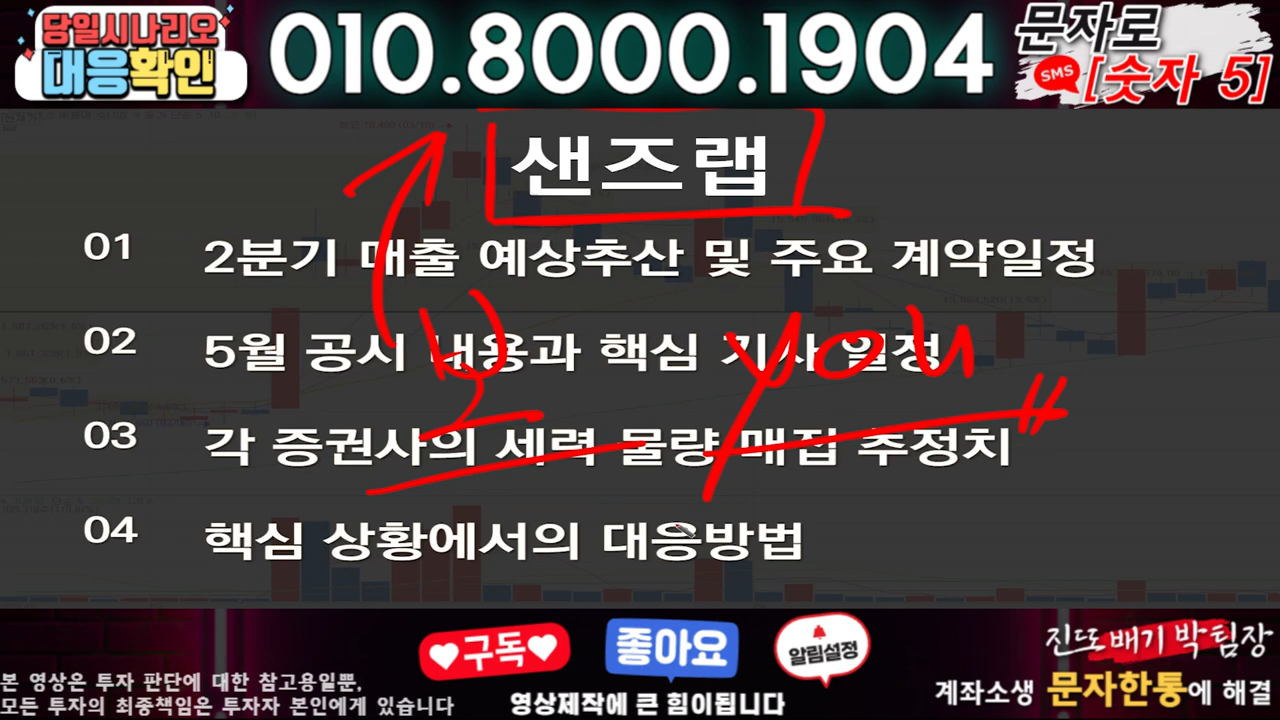 당일시나리오
대응확인
010.8000.1904
문자로
SMS [숫자 5]
샌즈랩
01 2분기 매출 예상추산 및 주요 계약일정
02 5월 공시 내용과 핵심 기사 일정
03 각 증권사의 세력 물량 매집 추정치
04 핵심 상황에서의 대응방법
보 you
구독
좋아요
알림설정
영상제작에 큰 힘이됩니다
본 영상은 투자 판단에 대한 참고용일뿐,
모든 투자의 최종책임은 투자자 본인에게 있습니다
진또배기 박팀장
계좌소생 문자한통에 해결